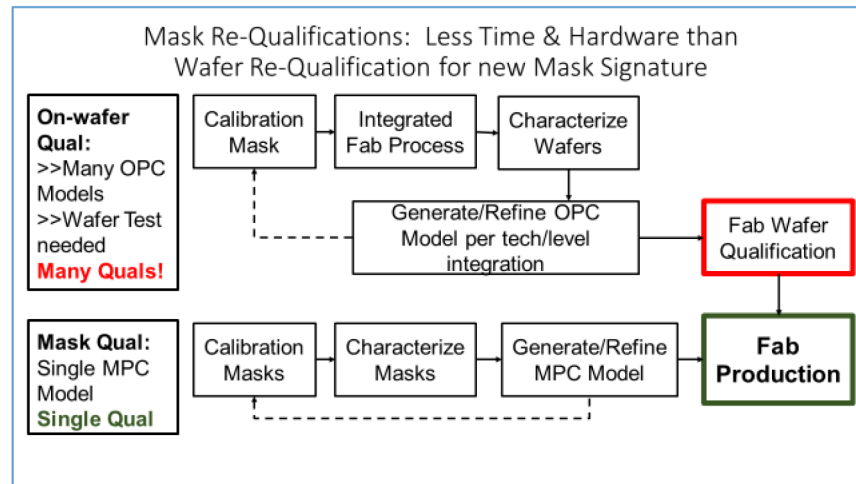 Mask Re-Qualifications:  Less Time & Hardware than
Wafer Re-Qualification for new Mask Signature
On-wafer
Qual:
>>Many OPC
Models
>>Wafer Test
needed
Many Quals!
Calibration
Mask
Integrated
Fab Process
Characterize
Wafers
Generate/Refine OPC
Model per tech/level
integration
Fab Wafer
Qualification
Mask Qual:
Single MPC
Model
Single Qual
Calibration
Masks
Characterize
Masks
Generate/Refine
MPC Model
Fab
Production